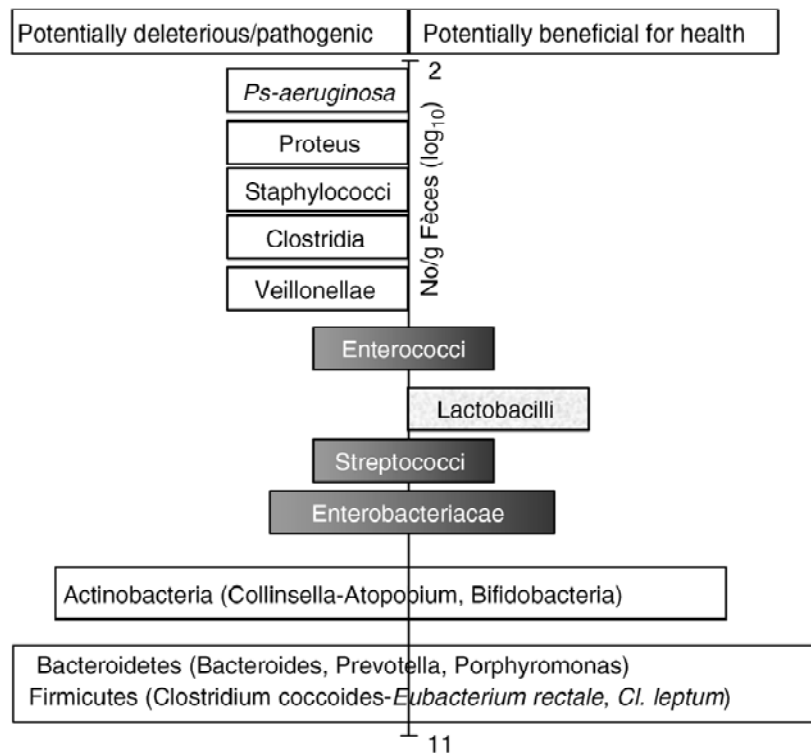 Potentially deleterious/pathogenic
Potentially beneficial for health
2
Ps-aeruginosa
Proteus
Staphylococci
Clostridia
Veillonellae
No/g Fèces (log10)
Enterococci
Lactobacilli
Streptococci
Enterobacteriacae
Actinobacteria (Collinsella-Atopobium, Bifidobacteria)
Bacteroidetes (Bacteroides, Prevotella, Porphyromonas)
Firmicutes (Clostridium coccoides-Eubacterium rectale, Cl. leptum)
11